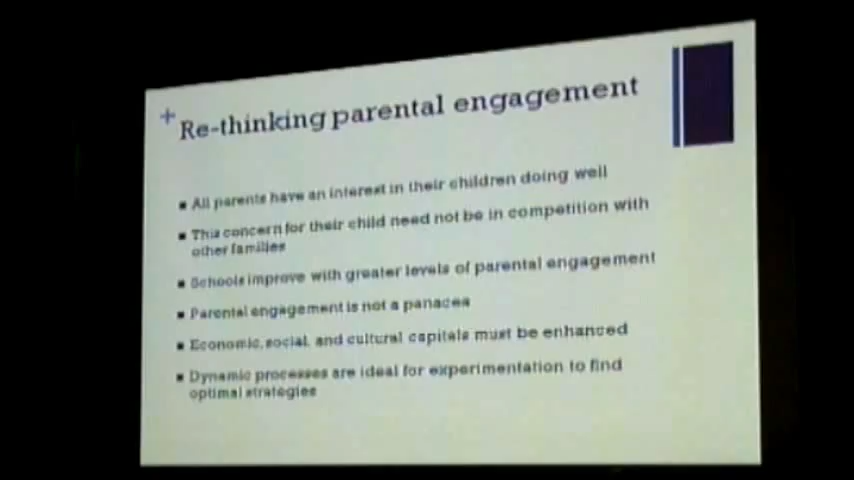 + Re-thinking parental engagement
■ All parents have an interest in their children doing well
■ This concern for their child need not be in competition with
other families
■ Schools improve with greater levels of parental engagement
■ Parental engagement is not a panacea
■ Economic, social, and cultural capitals must be enhanced
■ Dynamic processes are ideal for experimentation to find
optimal strategies